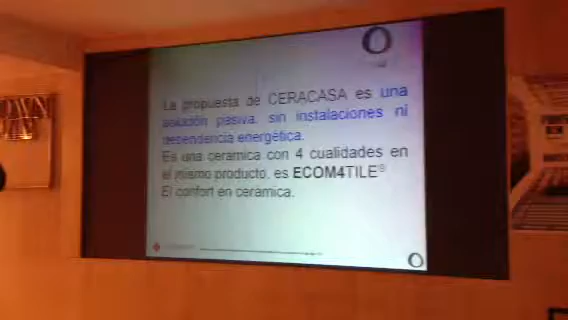 La propuesta de CERACASA es una
solución pasiva, sin instalaciones ni
dependencia energética.
Es una cerámica con 4 cualidades en
el mismo producto, es ECOM4TILE®
El confort en cerámica.